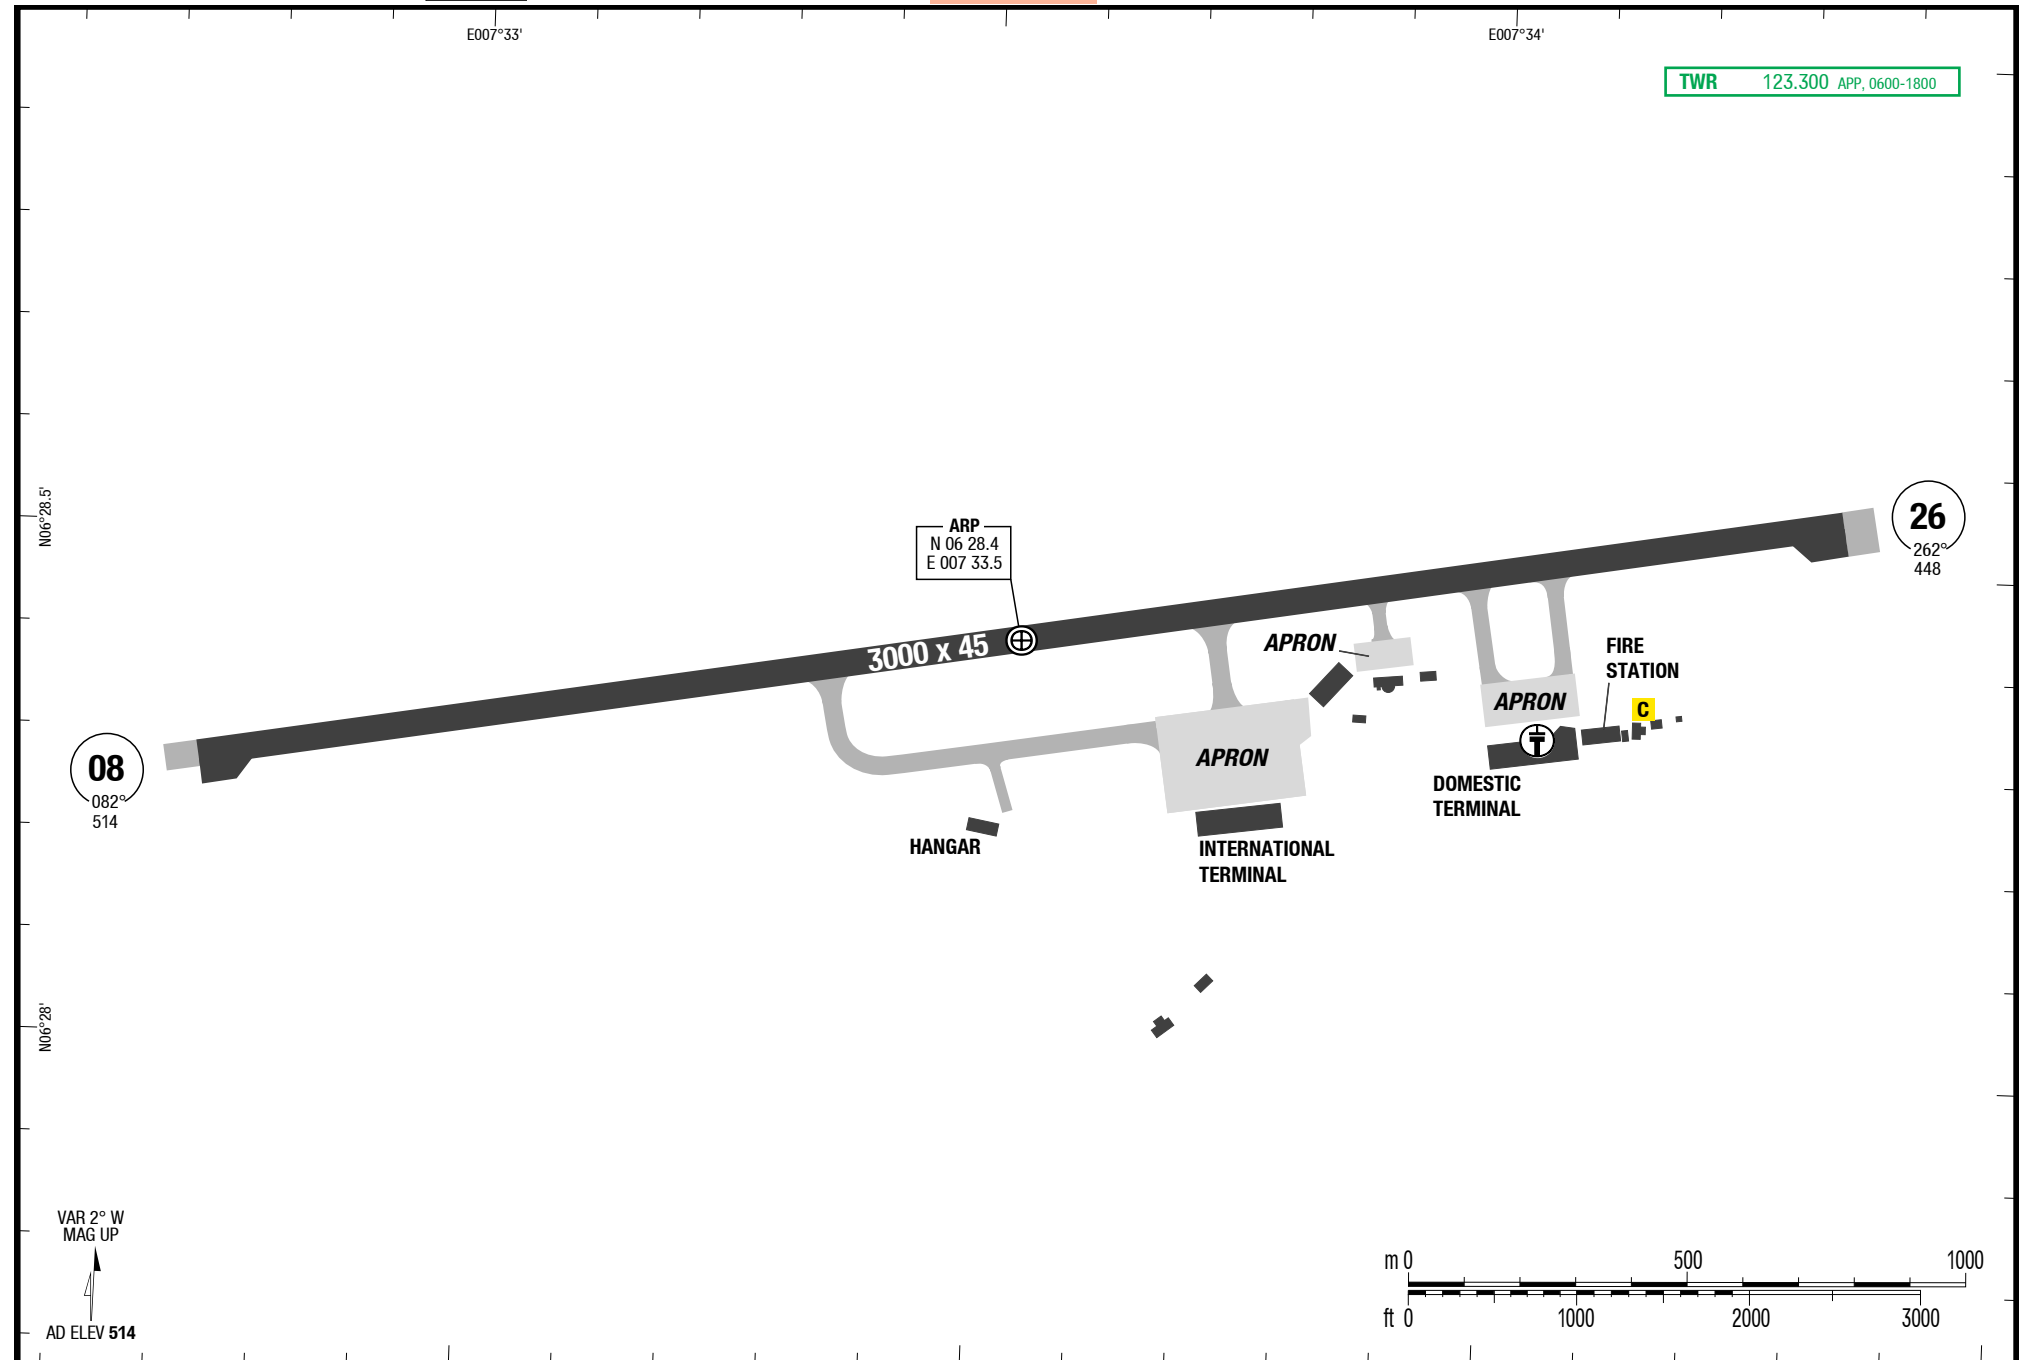 E007°33'
E007°34'
TWR 123.300 APP, 0600-1800
N06°28.5'
ARP
N 06 28.4
E 007 33.5
26
262°
448
3000 x 45
APRON
FIRE
STATION
C
APRON
APRON
08
082°
514
DOMESTIC
TERMINAL
HANGAR
INTERNATIONAL
TERMINAL
N06°28'
VAR 2° W
MAG UP
AD ELEV 514
m 0 500 1000
ft 0 1000 2000 3000